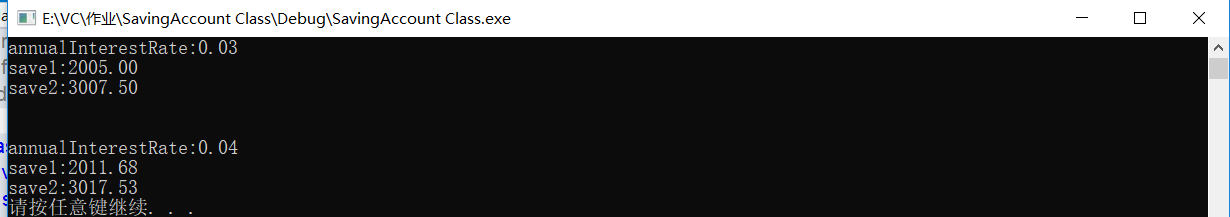 E:\VC\作业\SavingAccount Class\Debug\SavingAccount Class.exe
annualInterestRate:0.03
save1:2005.00
save2:3007.50
annualInterestRate:0.04
save1:2011.68
save2:3017.53
请按任意键继续. . .